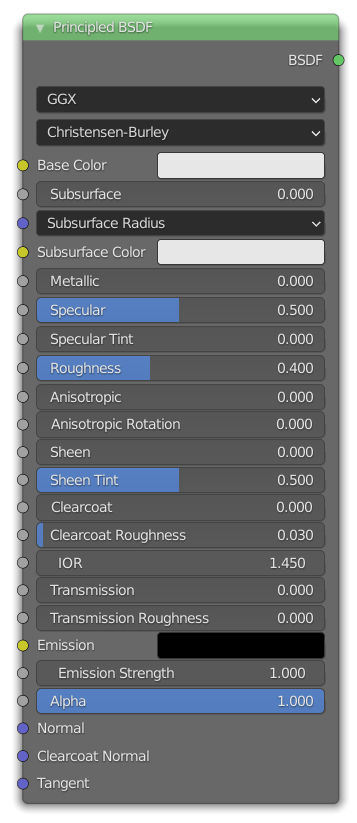 Principled BSDF
BSDF
GGX
Christensen-Burley
Base Color
Subsurface 0.000
Subsurface Radius
Subsurface Color
Metallic 0.000
Specular 0.500
Specular Tint 0.000
Roughness 0.400
Anisotropic 0.000
Anisotropic Rotation 0.000
Sheen 0.000
Sheen Tint 0.500
Clearcoat 0.000
Clearcoat Roughness 0.030
IOR 1.450
Transmission 0.000
Transmission Roughness 0.000
Emission
Emission Strength 1.000
Alpha 1.000
Normal
Clearcoat Normal
Tangent